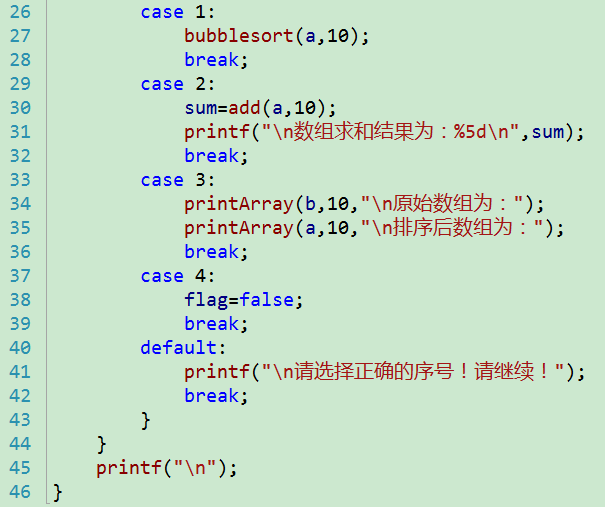 26 case 1:
27 bubblesort(a,10);
28 break;
29 case 2:
30 sum=add(a,10);
31 printf("\n数组求和结果为：%5d\n",sum);
32 break;
33 case 3:
34 printArray(b,10,"\n原始数组为：");
35 printArray(a,10,"\n排序后数组为：");
36 break;
37 case 4:
38 flag=false;
39 break;
40 default:
41 printf("\n请选择正确的序号！请继续！");
42 break;
43 }
44 }
45 printf("\n");
46 }